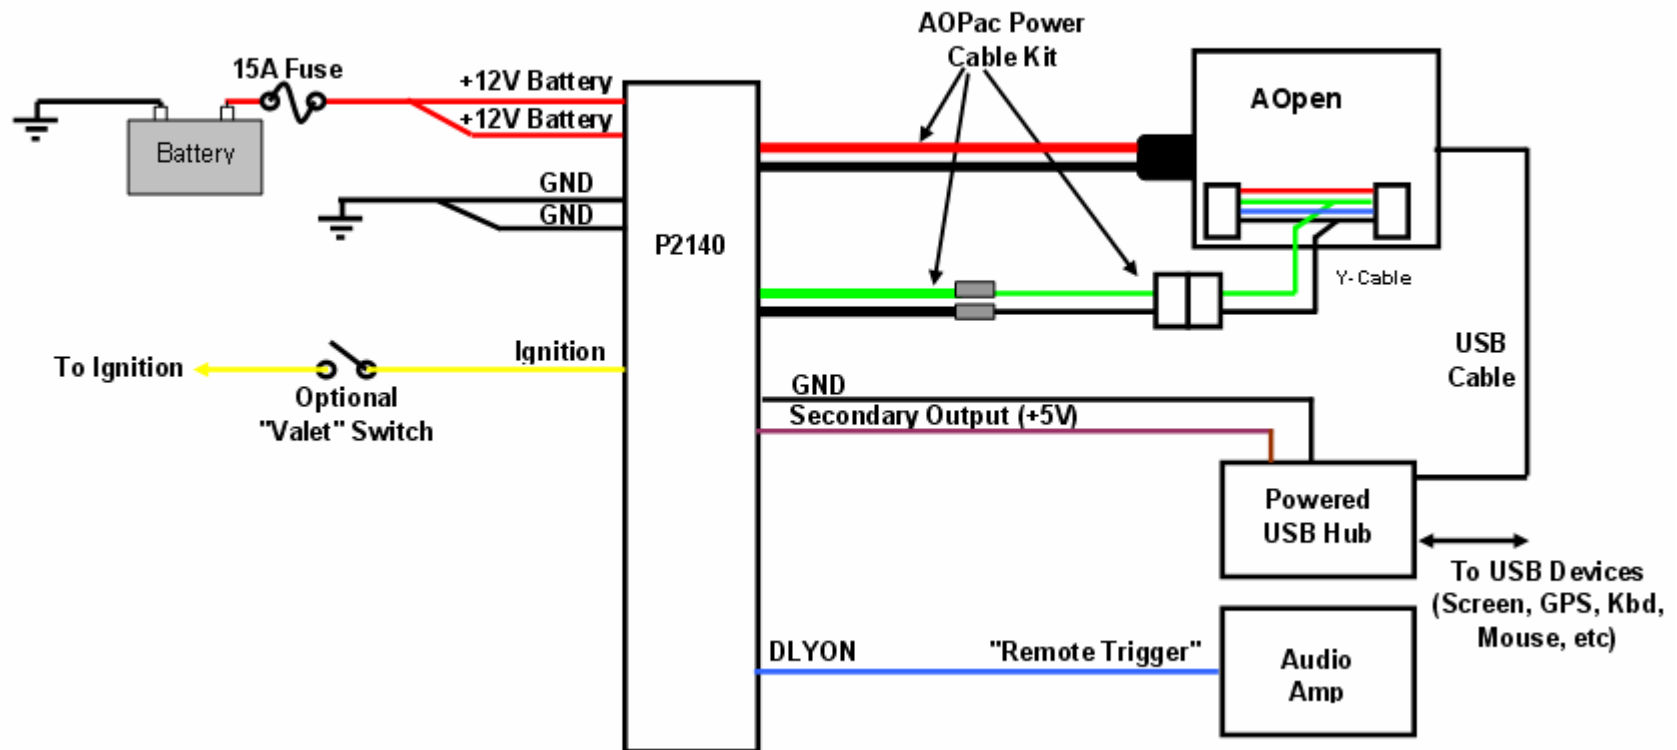 AOPac Power
Cable Kit
15A Fuse
+12V Battery
+12V Battery
AOpen
Battery
GND
GND
P2140
Y-Cable
To Ignition
Ignition
Optional
"Valet" Switch
USB
Cable
GND
Secondary Output (+5V)
Powered
USB Hub
To USB Devices
(Screen, GPS, Kbd,
Mouse, etc)
DLYON
"Remote Trigger"
Audio
Amp